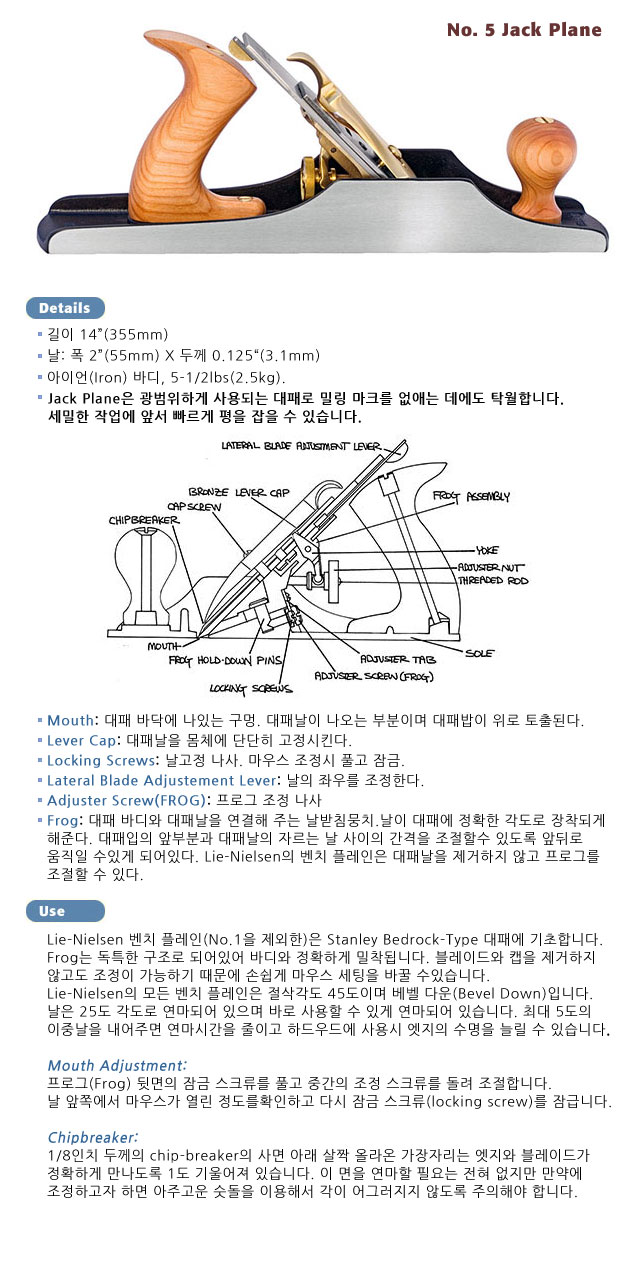 No. 5 Jack Plane
Details
길이 14”(355mm)
날: 폭 2”(55mm) X 두께 0.125“(3.1mm)
아이언(Iron) 바디, 5-1/2lbs(2.5kg).
Jack Plane은 광범위하게 사용되는 대패로 밀링 마크를 없애는 데에도 탁월합니다.
세밀한 작업에 앞서 빠르게 평을 잡을 수 있습니다.
LATERAL BLADE ADJUSTMENT LEVER
BRONZE LEVER CAP
FROG ASSEMBLY
CAP SCREW
CHIPBREAKER
YOKE
ADJUSTER NUT
THREADED ROD
MOUTH
FROG HOLD-DOWN PINS
ADJUSTER TAB
SOLE
ADJUSTER SCREW (FROG)
LOCKING SCREWS
Mouth: 대패 바닥에 나있는 구멍. 대패날이 나오는 부분이며 대패밥이 위로 토출된다.
Lever Cap: 대패날을 몸체에 단단히 고정시킨다.
Locking Screws: 날고정 나사. 마우스 조정시 풀고 잠금.
Lateral Blade Adjustement Lever: 날의 좌우를 조정한다.
Adjuster Screw(FROG): 프로그 조정 나사
Frog: 대패 바디와 대패날을 연결해 주는 날받침뭉치.날이 대패에 정확한 각도로 장착되게
해준다. 대패입의 앞부분과 대패날의 자르는 날 사이의 간격을 조절할수 있도록 앞뒤로
움직일 수있게 되어있다. Lie-Nielsen의 벤치 플레인은 대패날을 제거하지 않고 프로그를
조절할 수 있다.
Use
Lie-Nielsen 벤치 플레인(No.1을 제외한)은 Stanley Bedrock-Type 대패에 기초합니다.
Frog는 독특한 구조로 되어있어 바디와 정확하게 밀착됩니다. 블레이드와 캡을 제거하지
않고도 조정이 가능하기 때문에 손쉽게 마우스 세팅을 바꿀 수있습니다.
Lie-Nielsen의 모든 벤치 플레인은 절삭각도 45도이며 베벨 다운(Bevel Down)입니다.
날은 25도 각도로 연마되어 있으며 바로 사용할 수 있게 연마되어 있습니다. 최대 5도의
이중날을 내어주면 연마시간을 줄이고 하드우드에 사용시 엣지의 수명을 늘릴 수 있습니다.
Mouth Adjustment:
프로그(Frog) 뒷면의 잠금 스크류를 풀고 중간의 조정 스크류를 돌려 조절합니다.
날 앞쪽에서 마우스가 열린 정도를확인하고 다시 잠금 스크류(locking screw)를 잠급니다.
Chipbreaker:
1/8인치 두께의 chip-breaker의 사면 아래 살짝 올라온 가장자리는 엣지와 블레이드가
정확하게 만나도록 1도 기울어져 있습니다. 이 면을 연마할 필요는 전혀 없지만 만약에
조정하고자 하면 아주고운 숫돌을 이용해서 각이 어그러지지 않도록 주의해야 합니다.